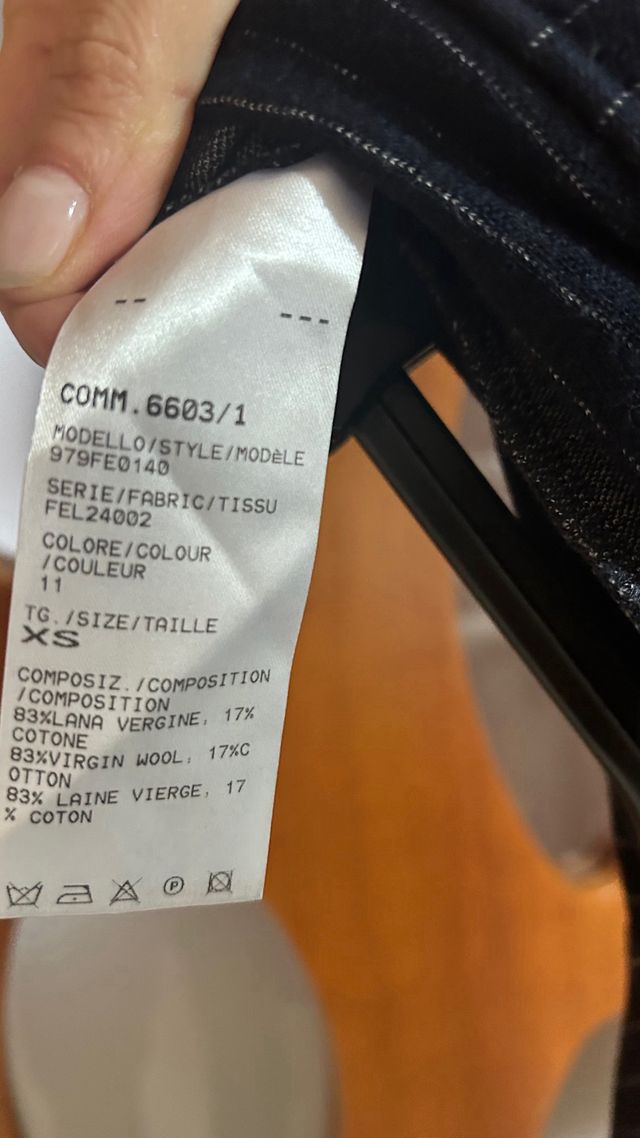 -- ---
COMM.6603/1
MODELLO/STYLE/MODèLE
979FE0140
SERIE/FABRIC/TISSU
FEL24002
COLORE/COLOUR
/COULEUR
11
TG./SIZE/TAILLE
XS
COMPOSIZ./COMPOSITION
/COMPOSITION
83%LANA VERGINE, 17%
COTONE
83%VIRGIN WOOL, 17%C
OTTON
83% LAINE VIERGE, 17
% COTON
P